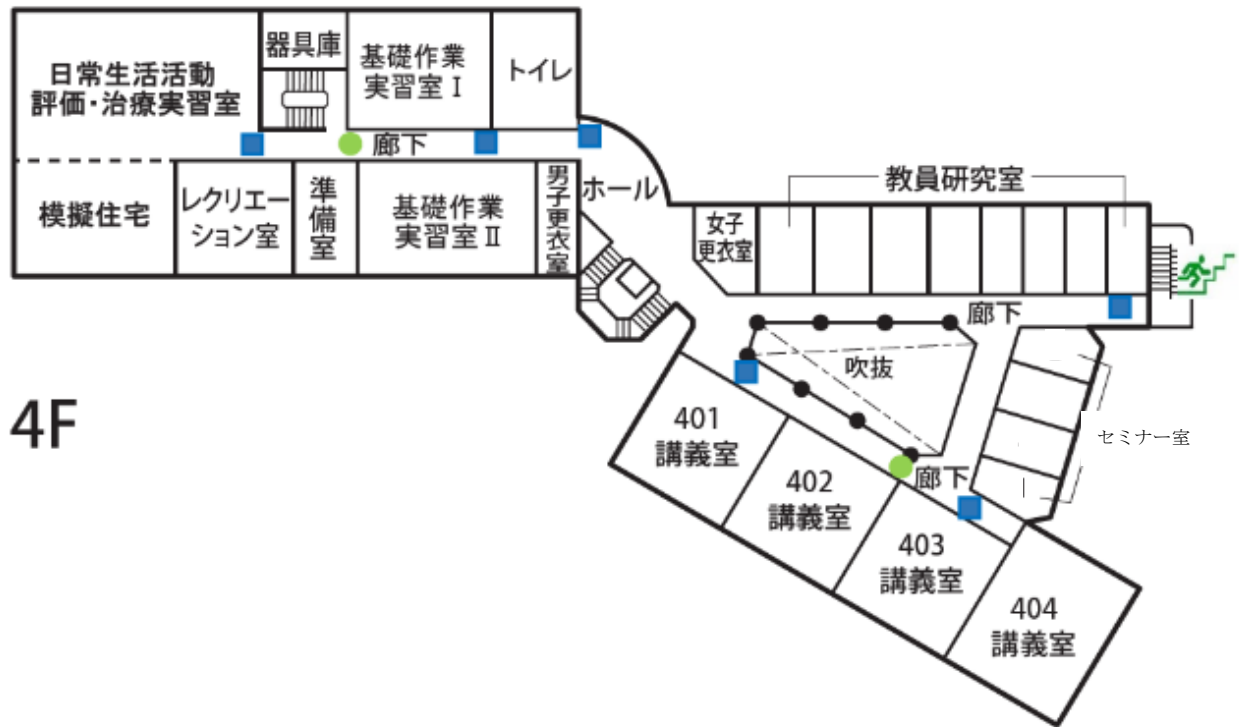 器具庫
日常生活活動
評価・治療実習室
基礎作業
実習室Ⅰ
トイレ
廊下
模擬住宅
レクリエー
ション室
準
備
室
基礎作業
実習室Ⅱ
男
子
更
衣
室
ホール
教員研究室
女子
更衣室
廊下
吹抜
4F
401
講義室
セミナー室
402
講義室
廊下
403
講義室
404
講義室